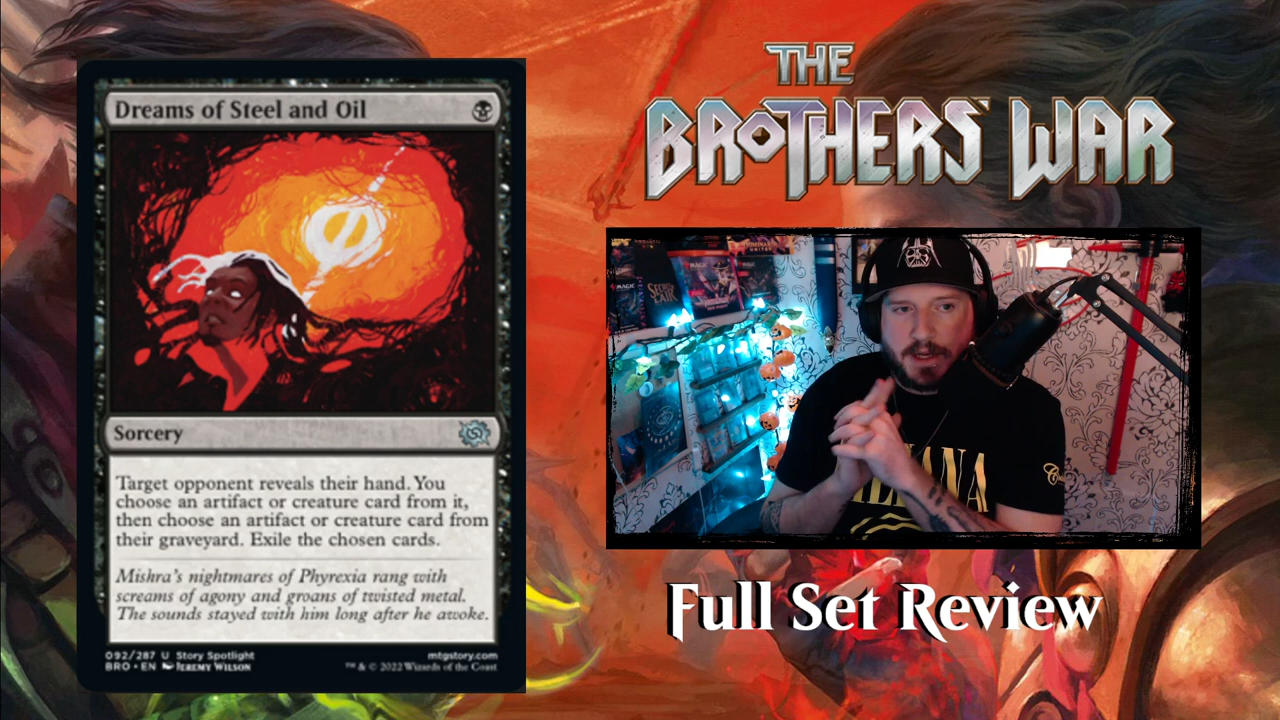 Dreams of Steel and Oil
Sorcery
Target opponent reveals their hand. You
choose an artifact or creature card from it,
then choose an artifact or creature card from
their graveyard. Exile the chosen cards.
Mishra's nightmares of Phyrexia rang with
screams of agony and groans of twisted metal.
The sounds stayed with him long after he awoke.
092/287 U Story Spotlight
BRO • EN Jeremy Wilson
mtgstory.com
™ & © 2022 Wizards of the Coast
THE
BROTHERS' WAR
MAGIC
SECRET
LAIR
MAGIC
Full Set Review